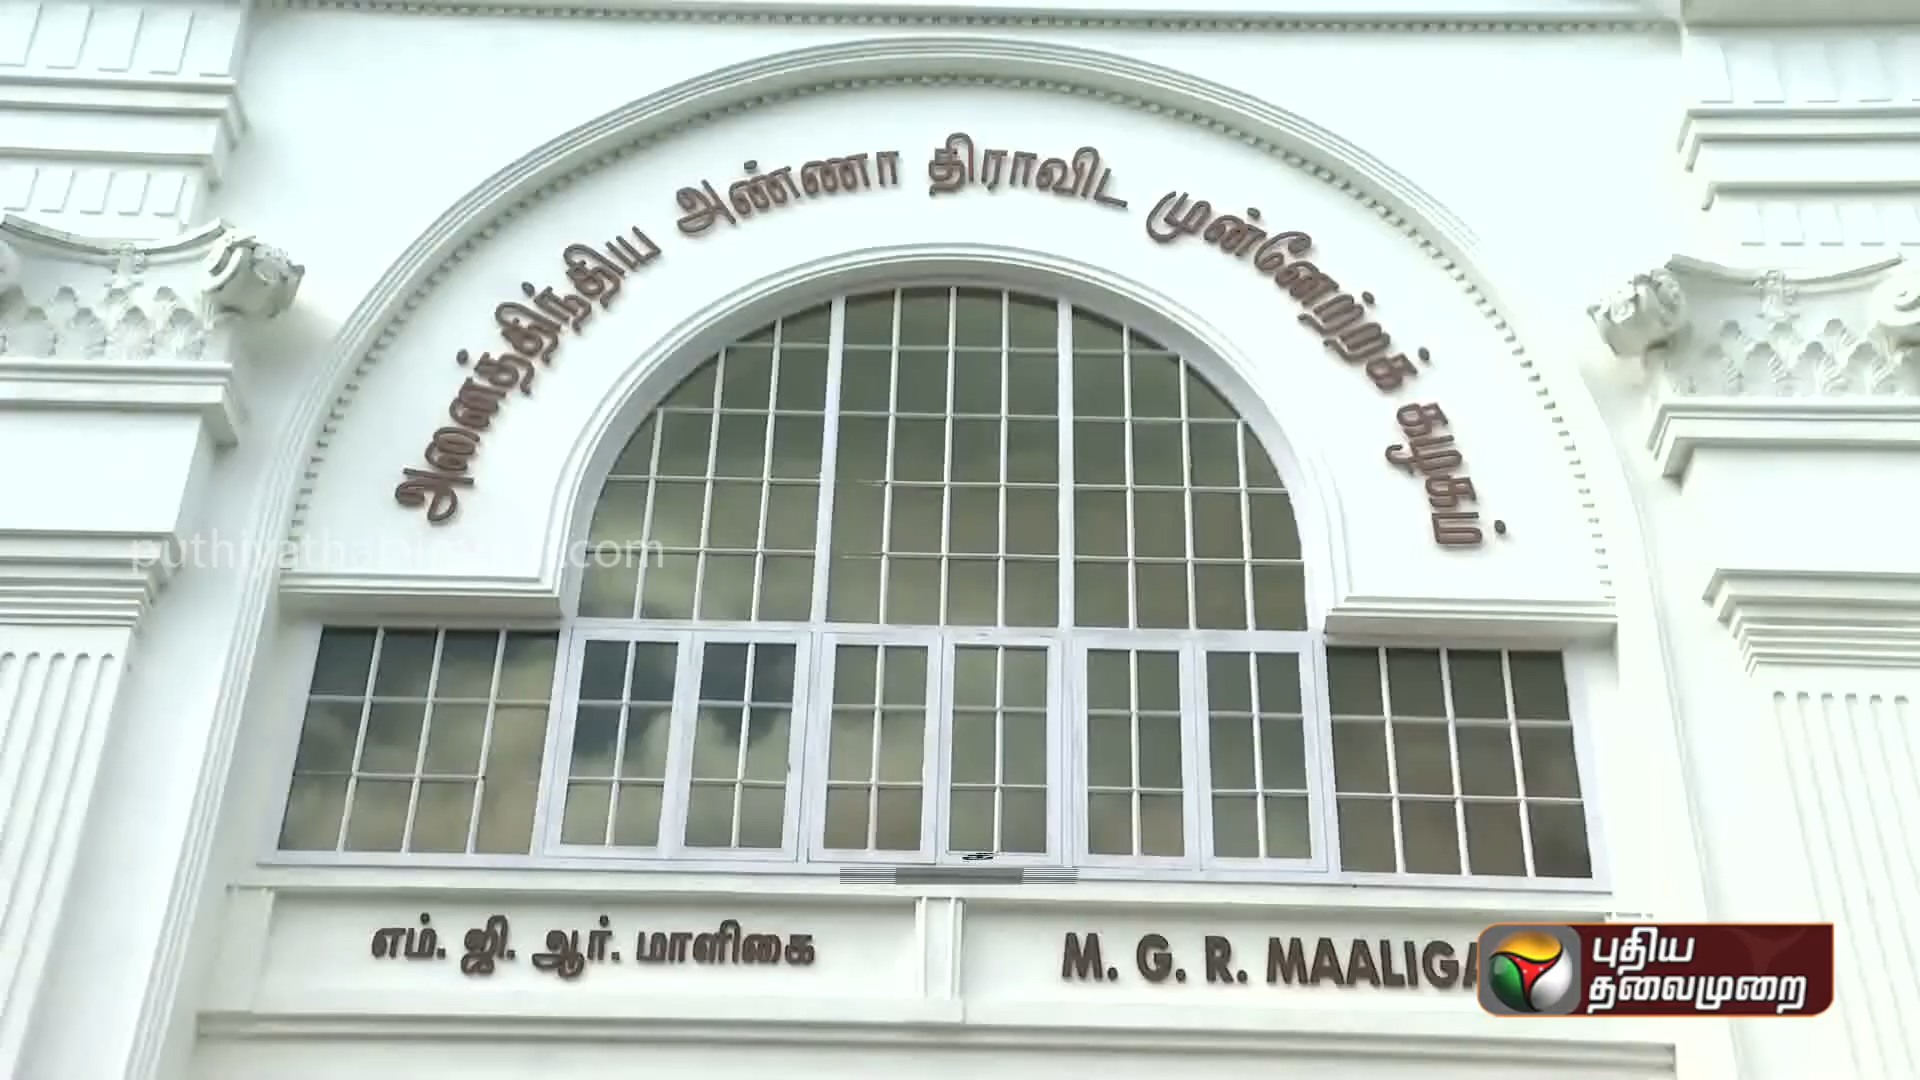 அனைத்திந்திய அண்ணா திராவிட முன்னேற்றக் கழகம்
எம். ஜி. ஆர். மாளிகை
M. G. R. MAALIGA
புதிய
தலைமுறை